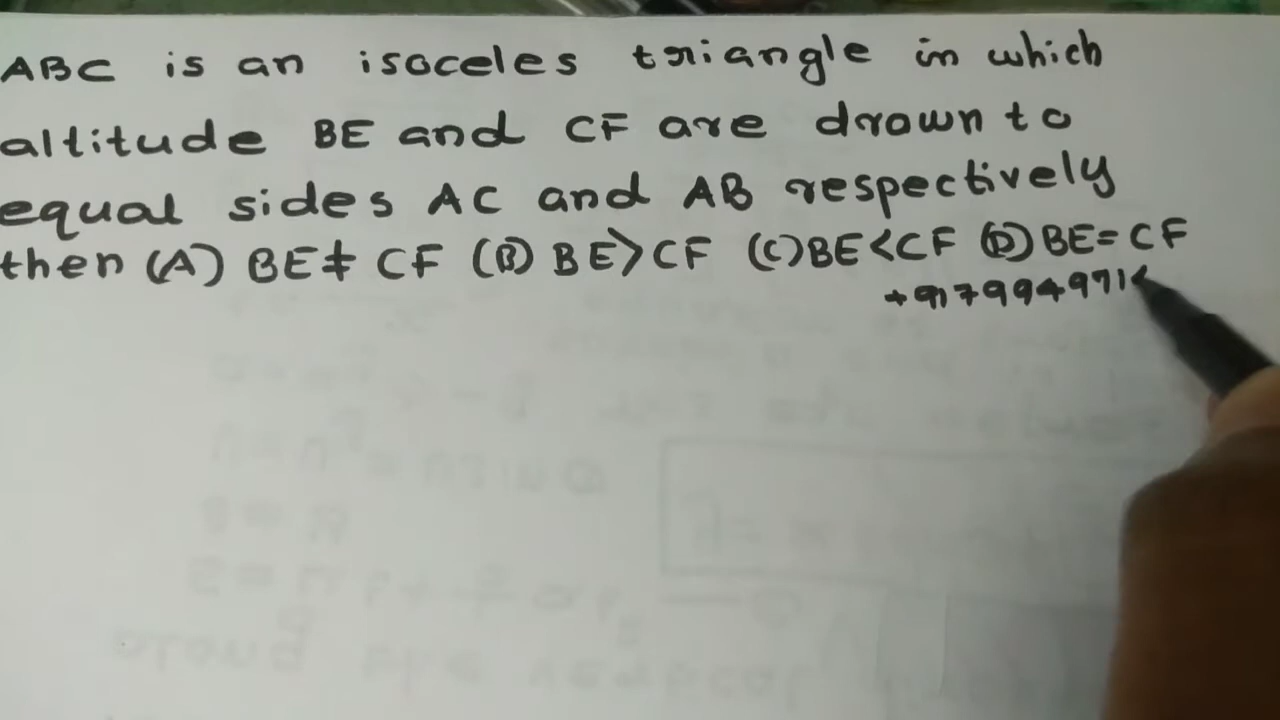 ABC is an isoceles triangle in which
altitude BE and CF are drawn to
equal sides AC and AB respectively
then (A) BE≠CF (B) BE>CF (C) BE<CF (D) BE=CF